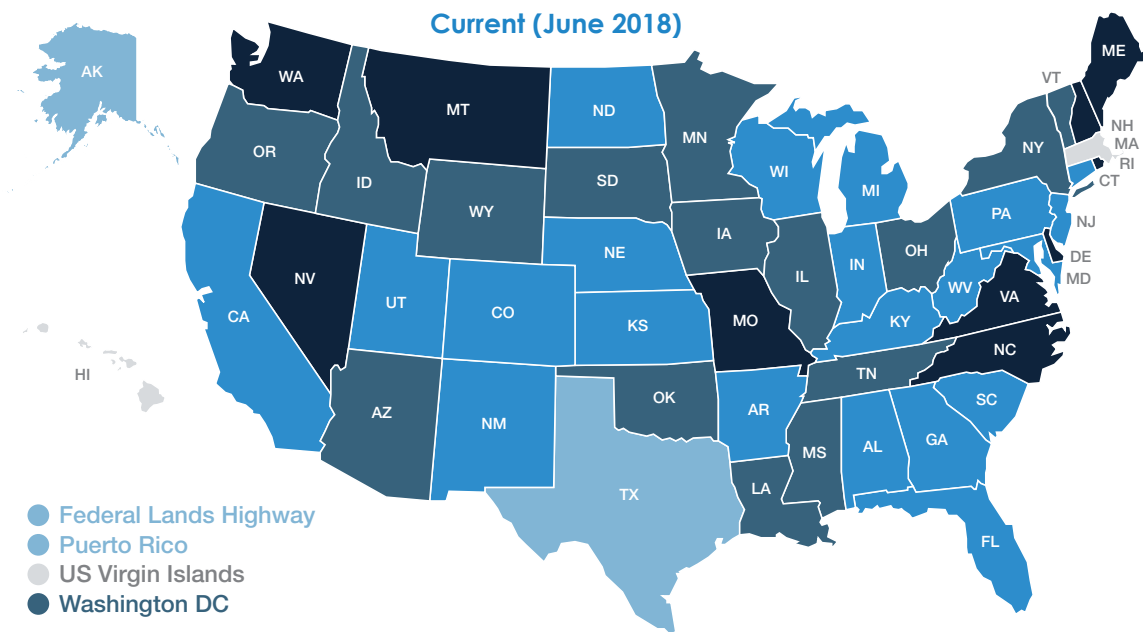 Current (June 2018)
AK
WA
MT
ND
MN
VT
ME
NH
MA
RI
CT
OR
ID
SD
WI
MI
NY
WY
IA
PA
NJ
NE
IL
IN
OH
DE
MD
NV
UT
CO
KS
MO
WV
VA
CA
KY
HI
NC
TN
AZ
NM
OK
AR
SC
MS
AL
GA
TX
LA
FL
Federal Lands Highway
Puerto Rico
US Virgin Islands
Washington DC